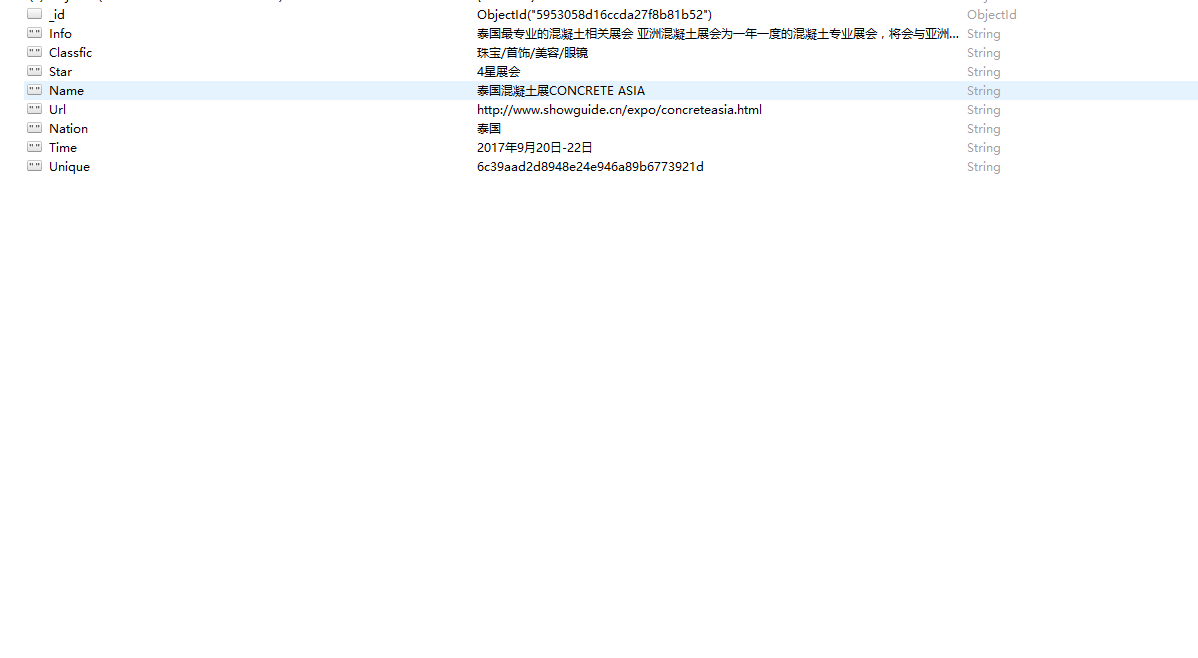 _id ObjectId("5953058d16ccda27f8b81b52") ObjectId
Info 泰国最专业的混凝土相关展会 亚洲混凝土展会为一年一度的混凝土专业展会，将会与亚洲... String
Classfic 珠宝/首饰/美容/眼镜 String
Star 4星展会 String
Name 泰国混凝土展CONCRETE ASIA String
Url http://www.showguide.cn/expo/concreteasia.html String
Nation 泰国 String
Time 2017年9月20日-22日 String
Unique 6c39aad2d8948e24e946a89b6773921d String